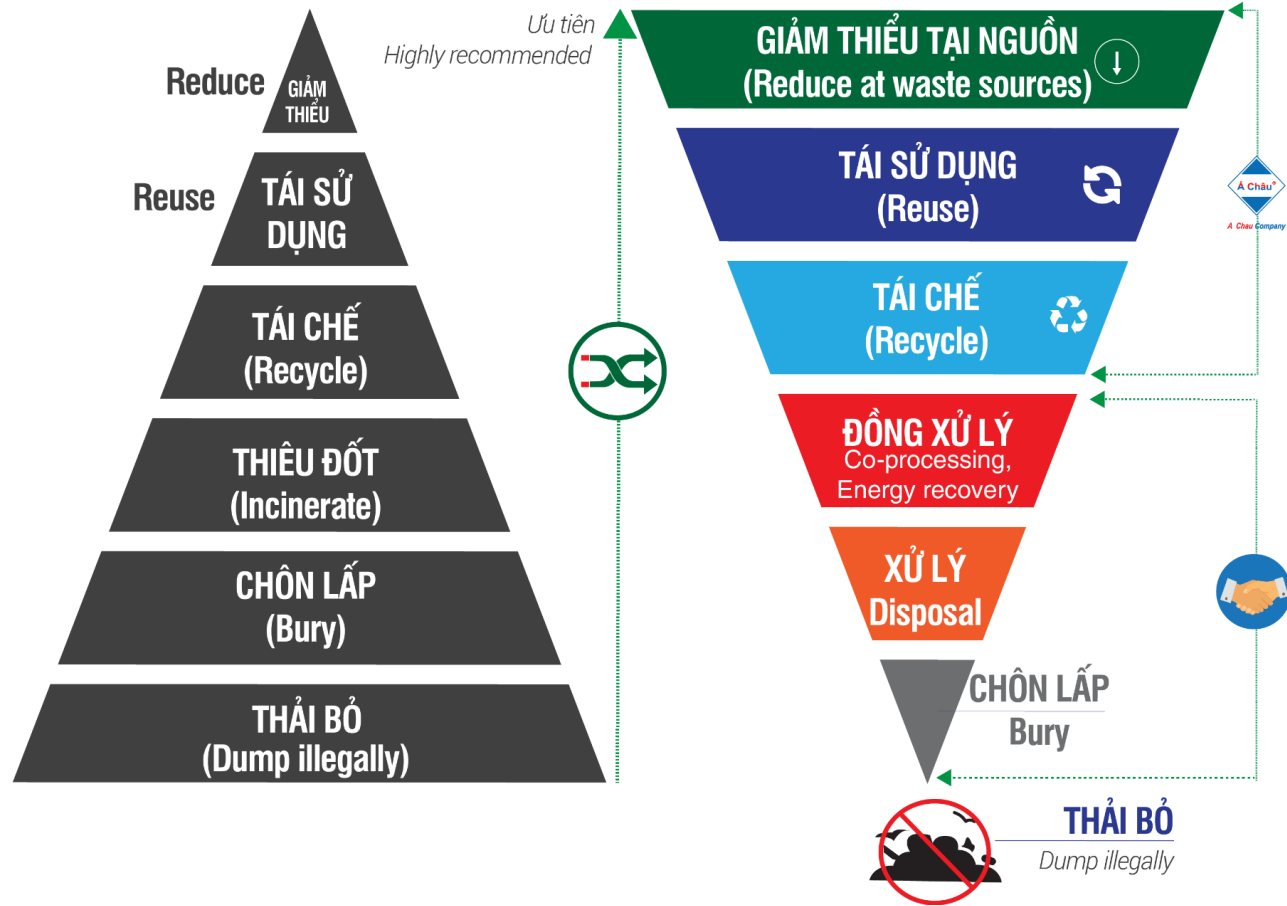 Reduce
GIẢM
THIỂU
Reuse
TÁI SỬ
DỤNG
TÁI CHẾ
(Recycle)
THIÊU ĐỐT
(Incinerate)
CHÔN LẤP
(Bury)
THẢI BỎ
(Dump illegally)
Ưu tiên
Highly recommended
GIẢM THIỂU TẠI NGUỒN
(Reduce at waste sources)
TÁI SỬ DỤNG
(Reuse)
TÁI CHẾ
(Recycle)
ĐỒNG XỬ LÝ
Co-processing,
Energy recovery
XỬ LÝ
Disposal
CHÔN LẤP
Bury
THẢI BỎ
Dump illegally
Á Châu®
A Chau Company